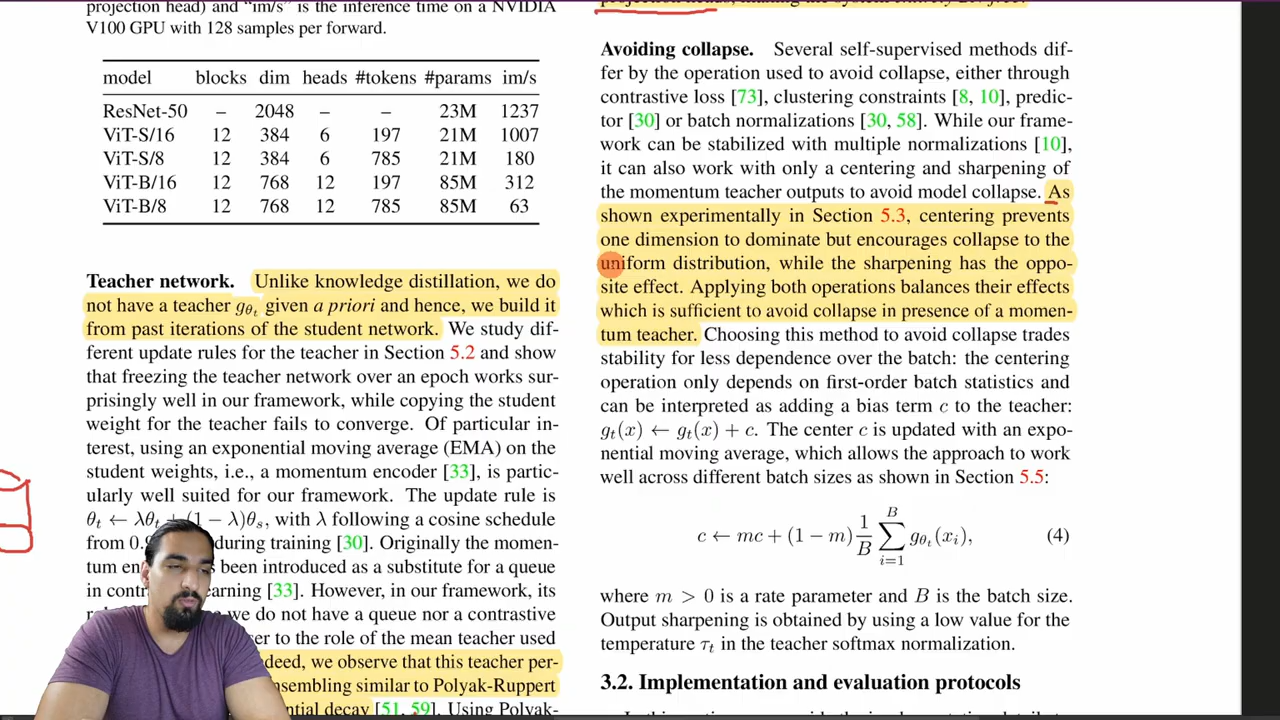 projection head) and “im/s” is the inference time on a NVIDIA
V100 GPU with 128 samples per forward.
model blocks dim heads #tokens #params im/s
ResNet-50 – 2048 – – 23M 1237
ViT-S/16 12 384 6 197 21M 1007
ViT-S/8 12 384 6 785 21M 180
ViT-B/16 12 768 12 197 85M 312
ViT-B/8 12 768 12 785 85M 63
Teacher network. Unlike knowledge distillation, we do
not have a teacher gθt given a priori and hence, we build it
from past iterations of the student network. We study dif-
ferent update rules for the teacher in Section 5.2 and show
that freezing the teacher network over an epoch works sur-
prisingly well in our framework, while copying the student
weight for the teacher fails to converge. Of particular in-
terest, using an exponential moving average (EMA) on the
student weights, i.e., a momentum encoder [33], is partic-
ularly well suited for our framework. The update rule is
θt ← λθt + (1 − λ)θs, with λ following a cosine schedule
from during training [30]. Originally the momen-
tum been introduced as a substitute for a queue
in [33]. However, in our framework, its
we do not have a queue nor a contrastive
to the role of the mean teacher used
we observe that this teacher per-
similar to Polyak-Ruppert
decay [51, 59]. Using Polyak-
Avoiding collapse. Several self-supervised methods dif-
fer by the operation used to avoid collapse, either through
contrastive loss [73], clustering constraints [8, 10], predic-
tor [30] or batch normalizations [30, 58]. While our frame-
work can be stabilized with multiple normalizations [10],
it can also work with only a centering and sharpening of
the momentum teacher outputs to avoid model collapse. As
shown experimentally in Section 5.3, centering prevents
one dimension to dominate but encourages collapse to the
uniform distribution, while the sharpening has the oppo-
site effect. Applying both operations balances their effects
which is sufficient to avoid collapse in presence of a momen-
tum teacher. Choosing this method to avoid collapse trades
stability for less dependence over the batch: the centering
operation only depends on first-order batch statistics and
can be interpreted as adding a bias term c to the teacher:
gt(x) ← gt(x) + c. The center c is updated with an expo-
nential moving average, which allows the approach to work
well across different batch sizes as shown in Section 5.5:
c ← mc + (1 − m) 1/B ∑ i=1 B gθt(xi), (4)
where m > 0 is a rate parameter and B is the batch size.
Output sharpening is obtained by using a low value for the
temperature τt in the teacher softmax normalization.
3.2. Implementation and evaluation protocols